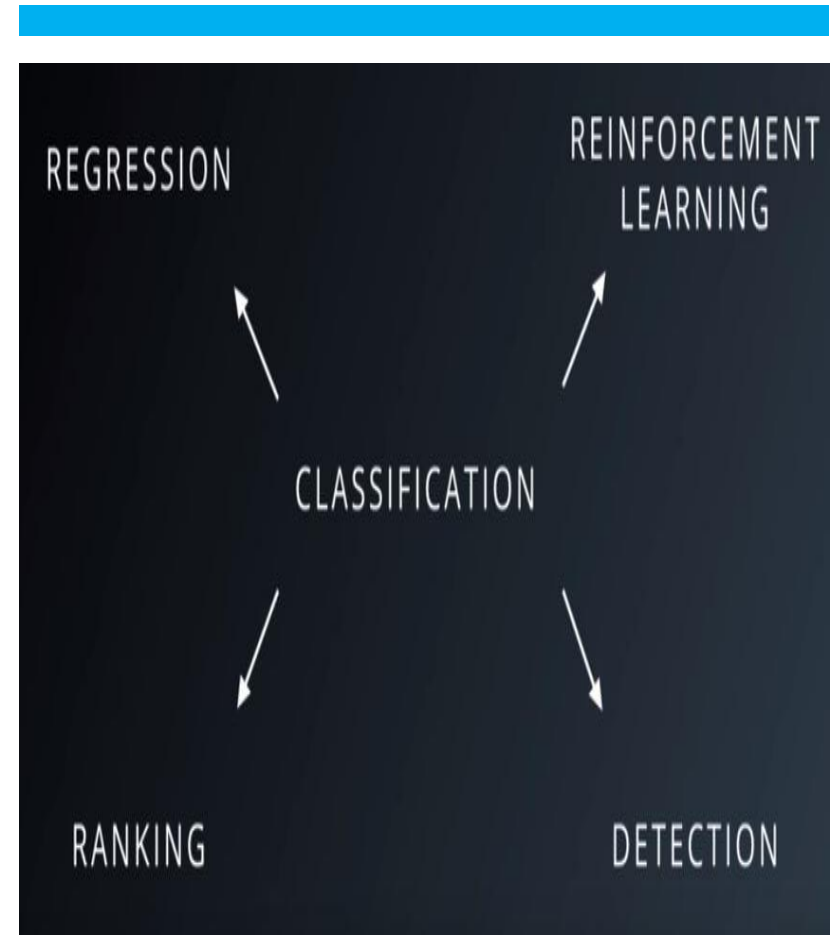 REGRESSION
REINFORCEMENT
LEARNING
CLASSIFICATION
RANKING
DETECTION